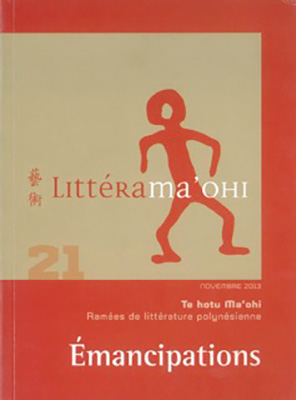 藝術
Littérama'ohi
21
NOVEMBRE 2013
Te hotu Ma'ohi
Ramées de littérature polynésienne
Émancipations